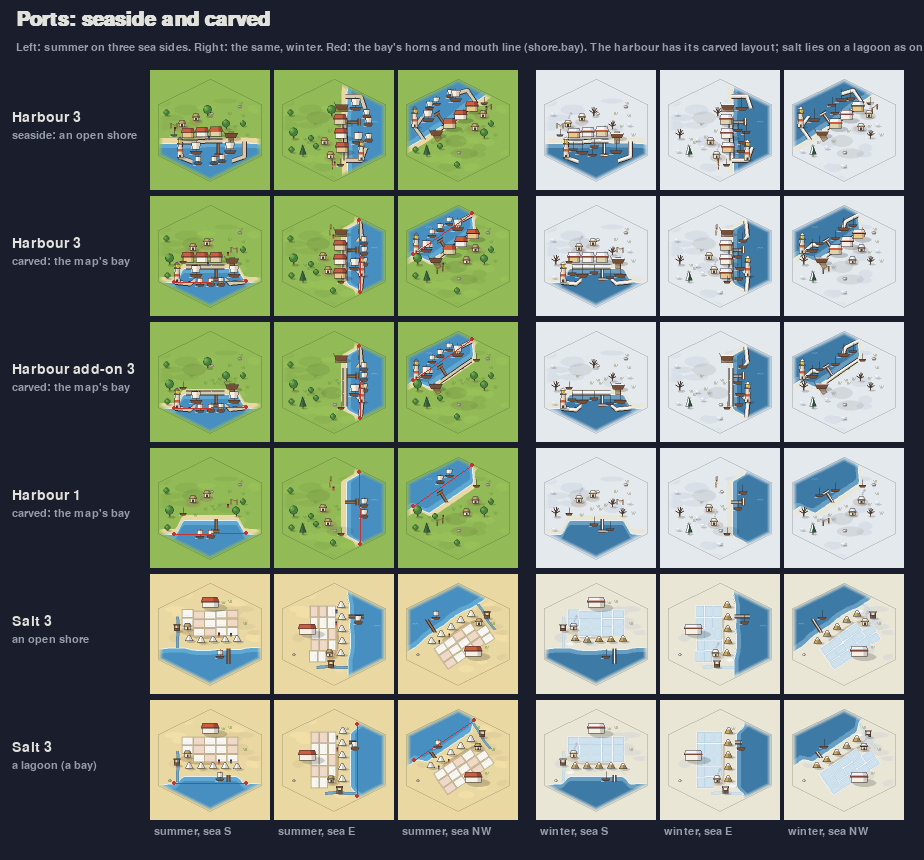 Ports: seaside and carved
Left: summer on three sea sides. Right: the same, winter. Red: the bay's horns and mouth line (shore.bay). The harbour has its carved layout; salt lies on a lagoon as on
Harbour 3
seaside: an open shore
Harbour 3
carved: the map's bay
Harbour add-on 3
carved: the map's bay
Harbour 1
carved: the map's bay
Salt 3
an open shore
Salt 3
a lagoon (a bay)
summer, sea S summer, sea E summer, sea NW winter, sea S winter, sea E winter, sea NW